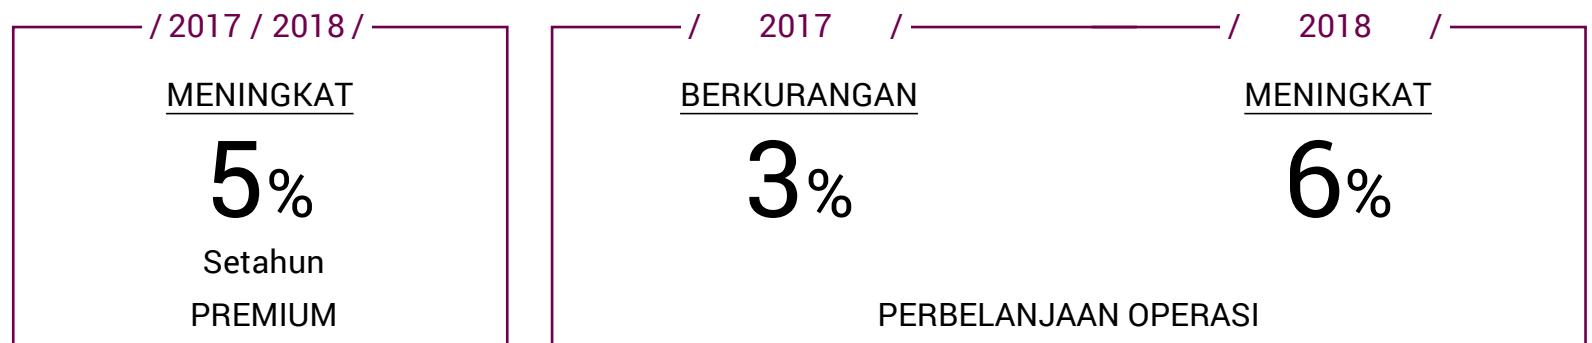 / 2017 / 2018 /
MENINGKAT
5%
Setahun
PREMIUM
/ 2017 /
BERKURANGAN
3%
/ 2018 /
MENINGKAT
6%
PERBELANJAAN OPERASI